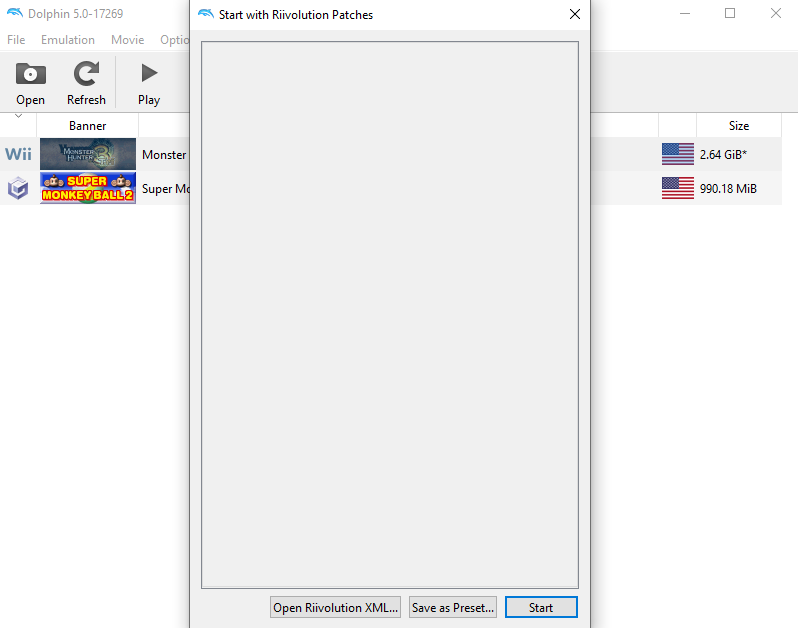 Dolphin 5.0-17269
Start with Riivolution Patches
File Emulation Movie Optio
Open Refresh Play
Banner Size
Wii MONSTER HUNTER 3 Monster 2.64 GiB*
SUPER MONKEY BALL 2 Super Mo 990.18 MiB
Open Riivolution XML... Save as Preset... Start